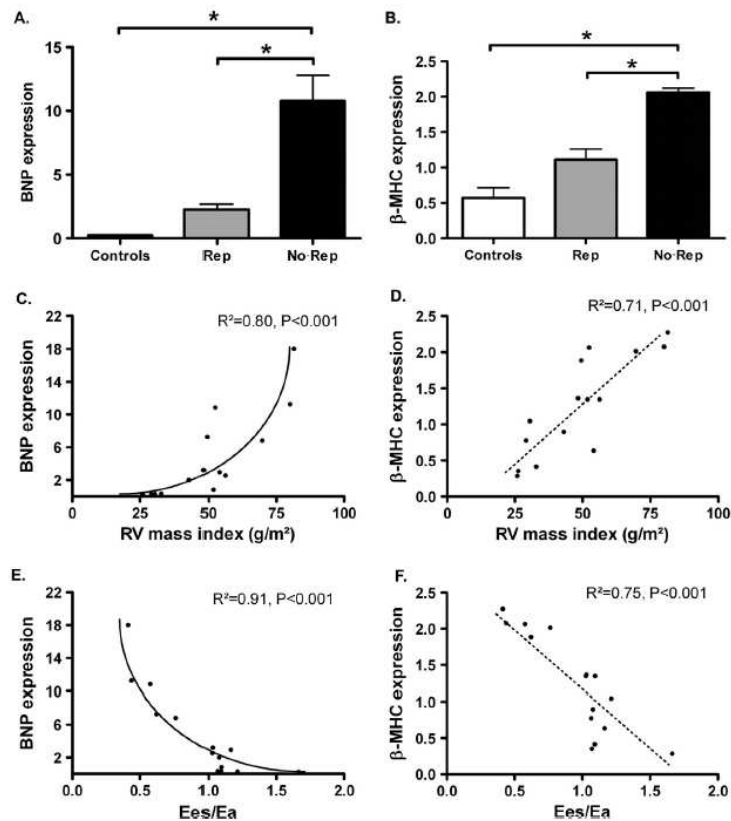 A.
*
*
15
10
5
0
BNP expression
Controls
Rep
No Rep
B.
*
*
2.5
2.0
1.5
1.0
0.5
0.0
β-MHC expression
Controls
Rep
No Rep
C.
R²=0.80, P<0.001
22
18
14
10
6
2
BNP expression
0
25
50
75
100
RV mass index (g/m²)
D.
R²=0.71, P<0.001
2.5
2.0
1.5
1.0
0.5
0.0
β-MHC expression
0
25
50
75
100
RV mass index (g/m²)
E.
R²=0.91, P<0.001
22
18
14
10
6
2
BNP expression
0.0
0.5
1.0
1.5
2.0
Ees/Ea
F.
R²=0.75, P<0.001
2.5
2.0
1.5
1.0
0.5
0.0
β-MHC expression
0.0
0.5
1.0
1.5
2.0
Ees/Ea